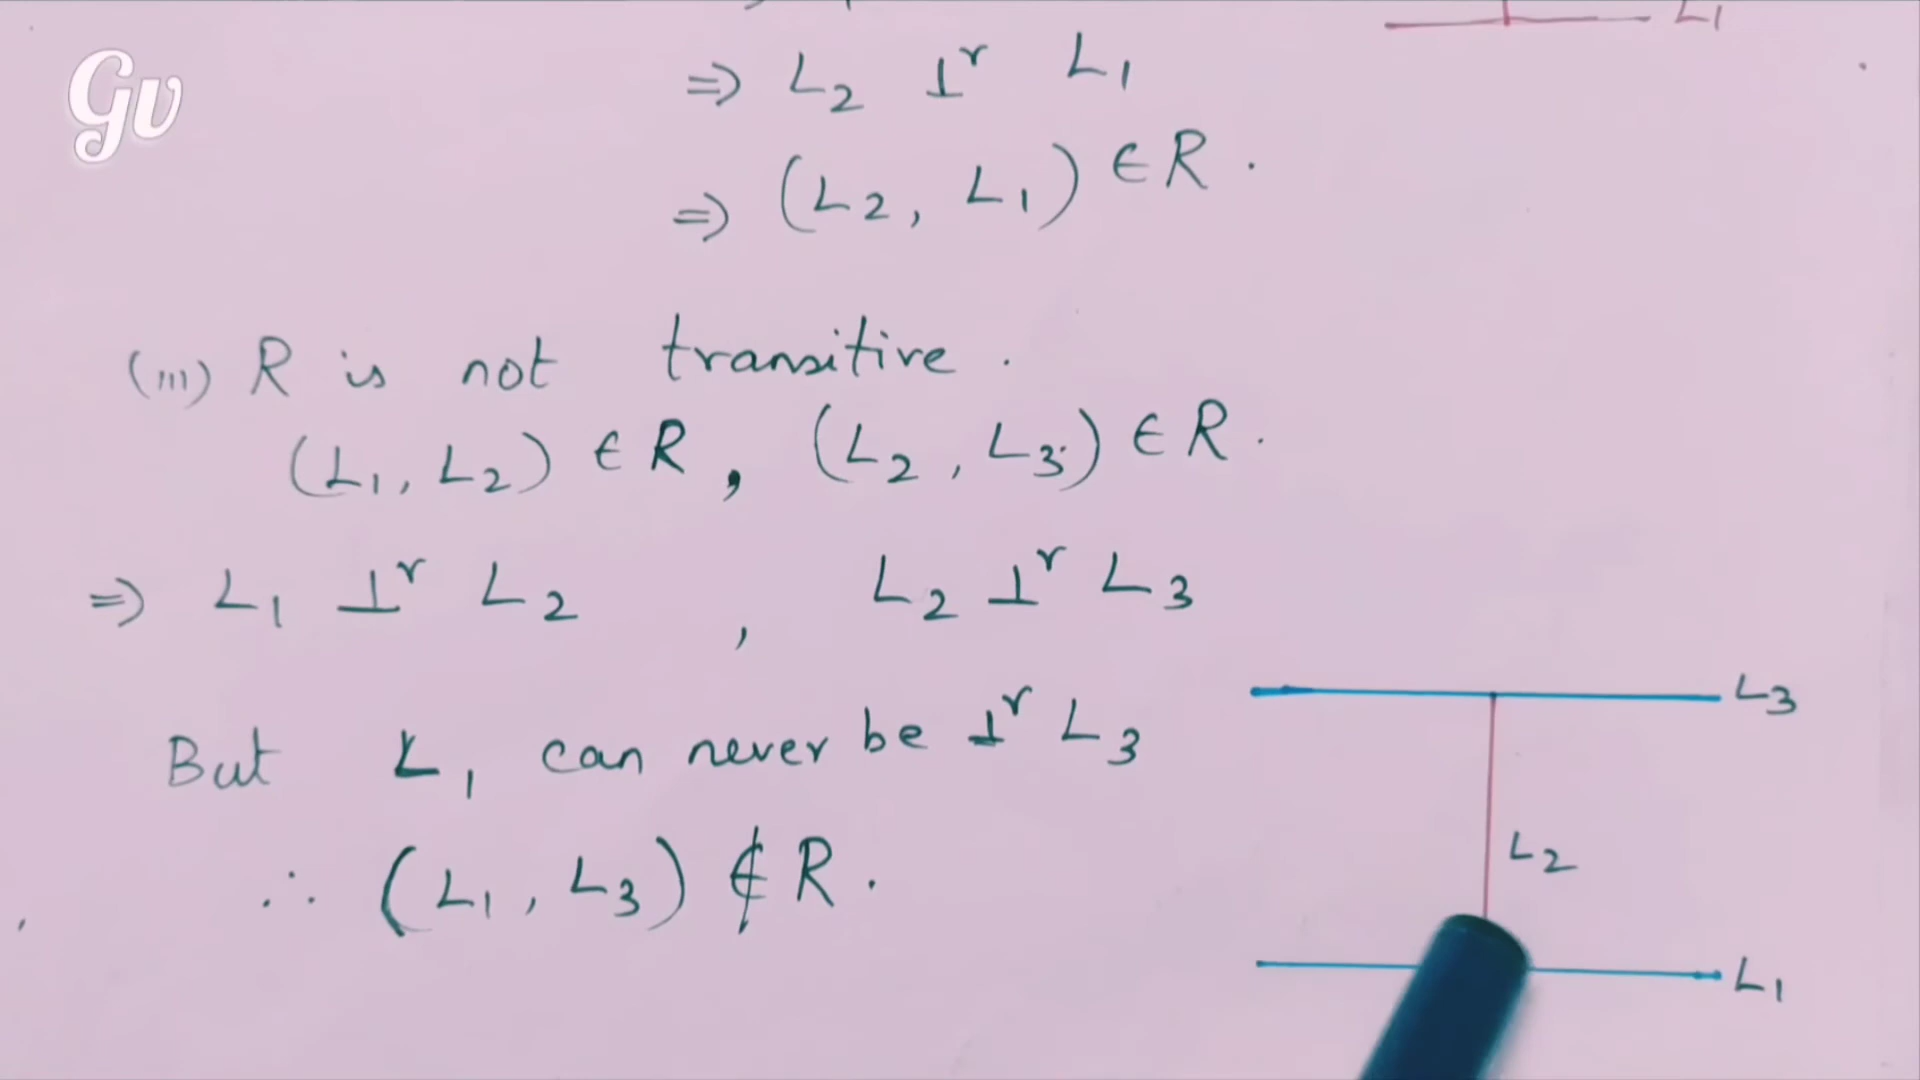 L1
Gv
⇒ L2 ⊥r L1
⇒ (L2, L1) ∈ R.
(iii) R is not transitive.
(L1, L2) ∈ R, (L2, L3) ∈ R.
⇒ L1 ⊥r L2 , L2 ⊥r L3
But L1 can never be ⊥r L3
∴ (L1, L3) ∉ R.
L3
L2
L1